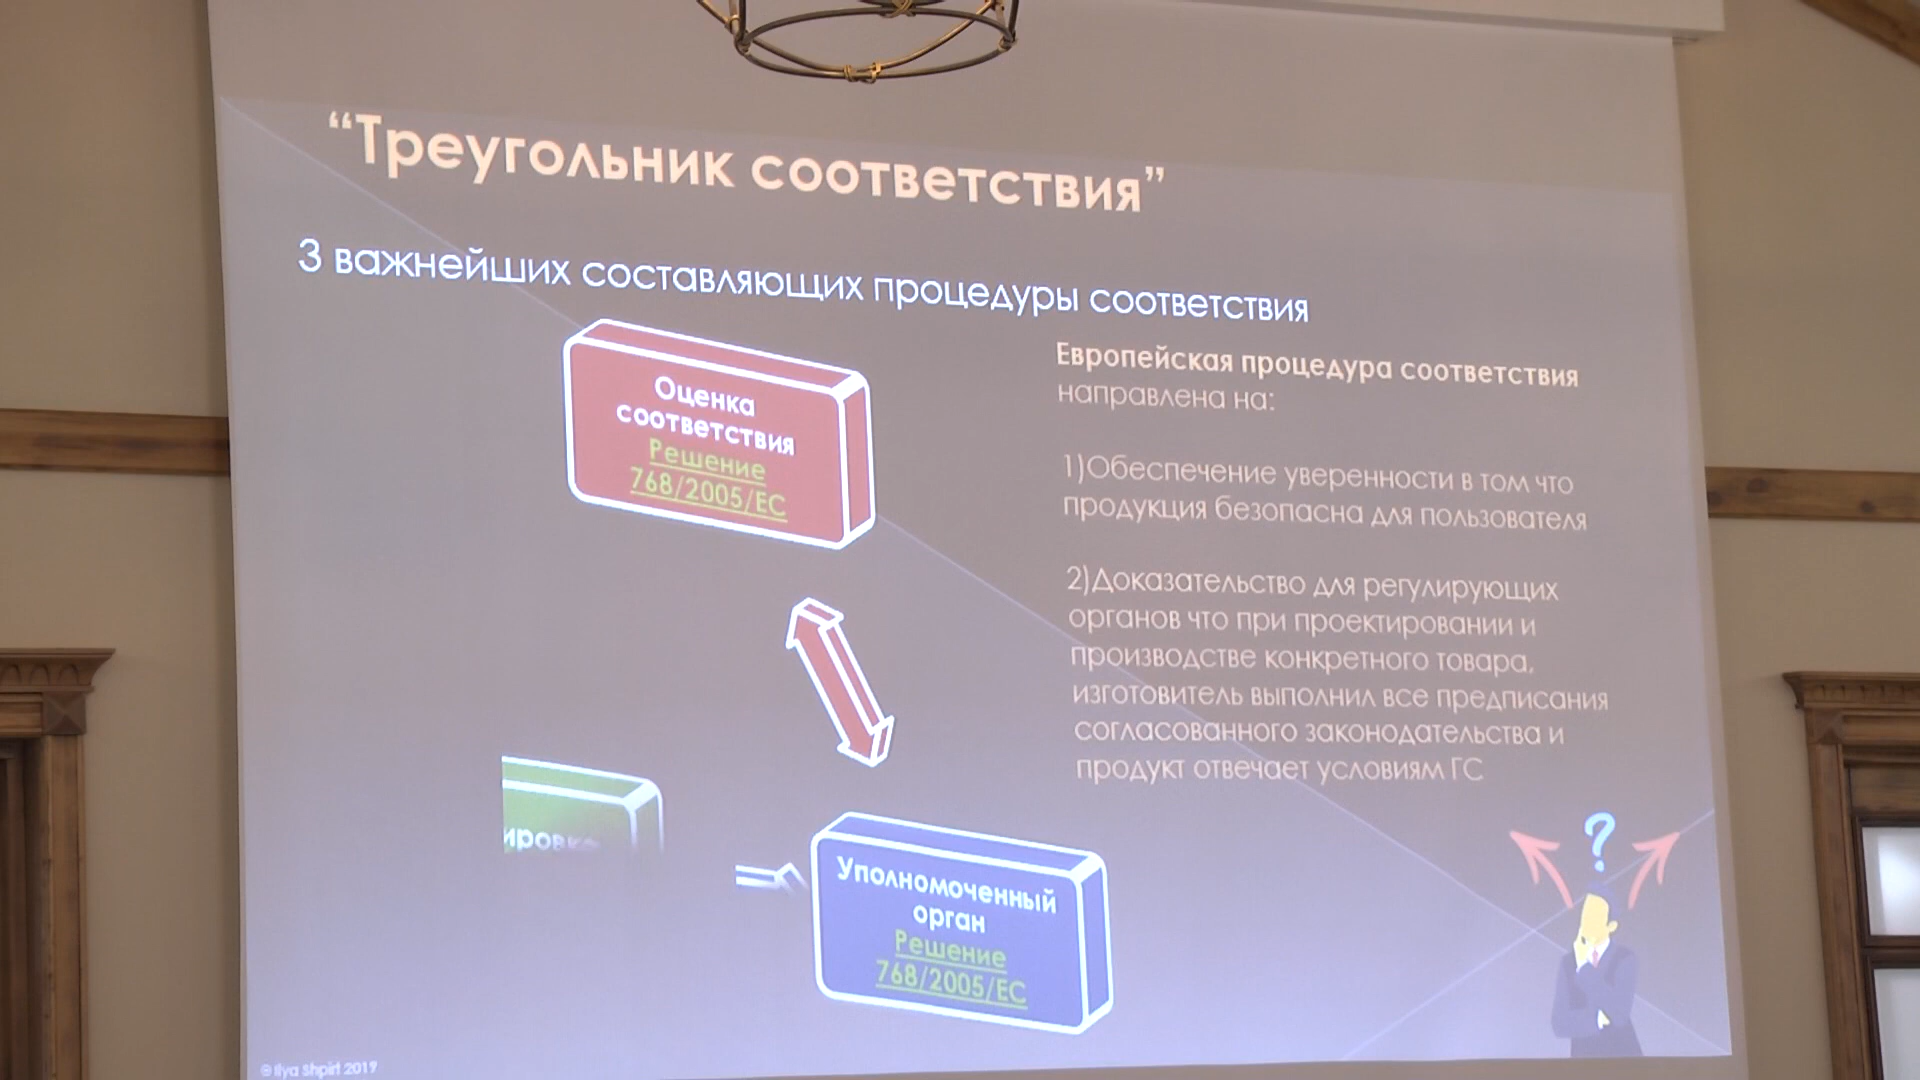 “Треугольник соответствия”
3 важнейших составляющих процедуры соответствия
Оценка
соответствия
Решение
768/2005/ЕС
Европейская процедура соответствия
направлена на:
1)Обеспечение уверенности в том что
продукция безопасна для пользователя
2)Доказательство для регулирующих
органов что при проектировании и
производстве конкретного товара,
изготовитель выполнил все предписания
согласованного законодательства и
продукт отвечает условиям ГС
Уполномоченный
орган
Решение
768/2005/ЕС
?
© Ilya Shpirt 2019